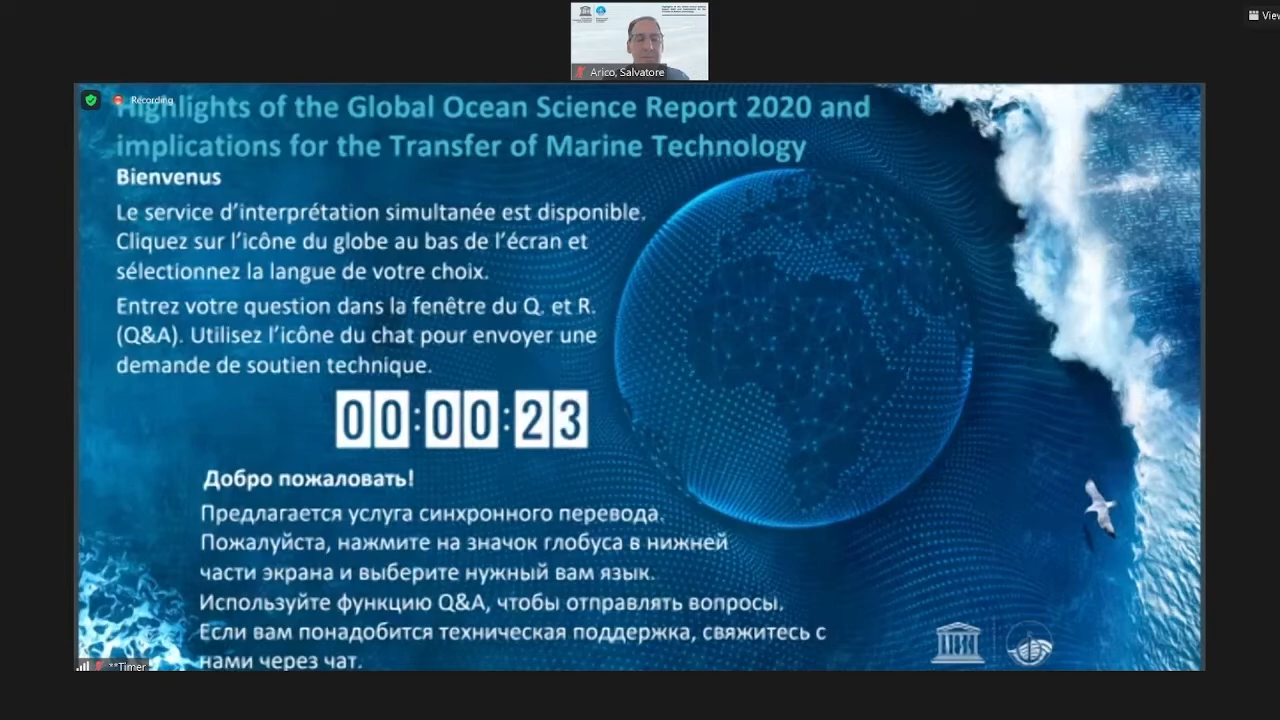 View
Arico, Salvatore
Recording
Highlights of the Global Ocean Science Report 2020 and
implications for the Transfer of Marine Technology
Bienvenus
Le service d’interprétation simultanée est disponible.
Cliquez sur l’icône du globe au bas de l’écran et
sélectionnez la langue de votre choix.
Entrez votre question dans la fenêtre du Q. et R.
(Q&A). Utilisez l’icône du chat pour envoyer une
demande de soutien technique.
00:00:23
Добро пожаловать!
Предлагается услуга синхронного перевода.
Пожалуйста, нажмите на значок глобуса в нижней
части экрана и выберите нужный вам язык.
Используйте функцию Q&A, чтобы отправлять вопросы.
Если вам понадобится техническая поддержка, свяжитесь с
нами через чат.
**Timer